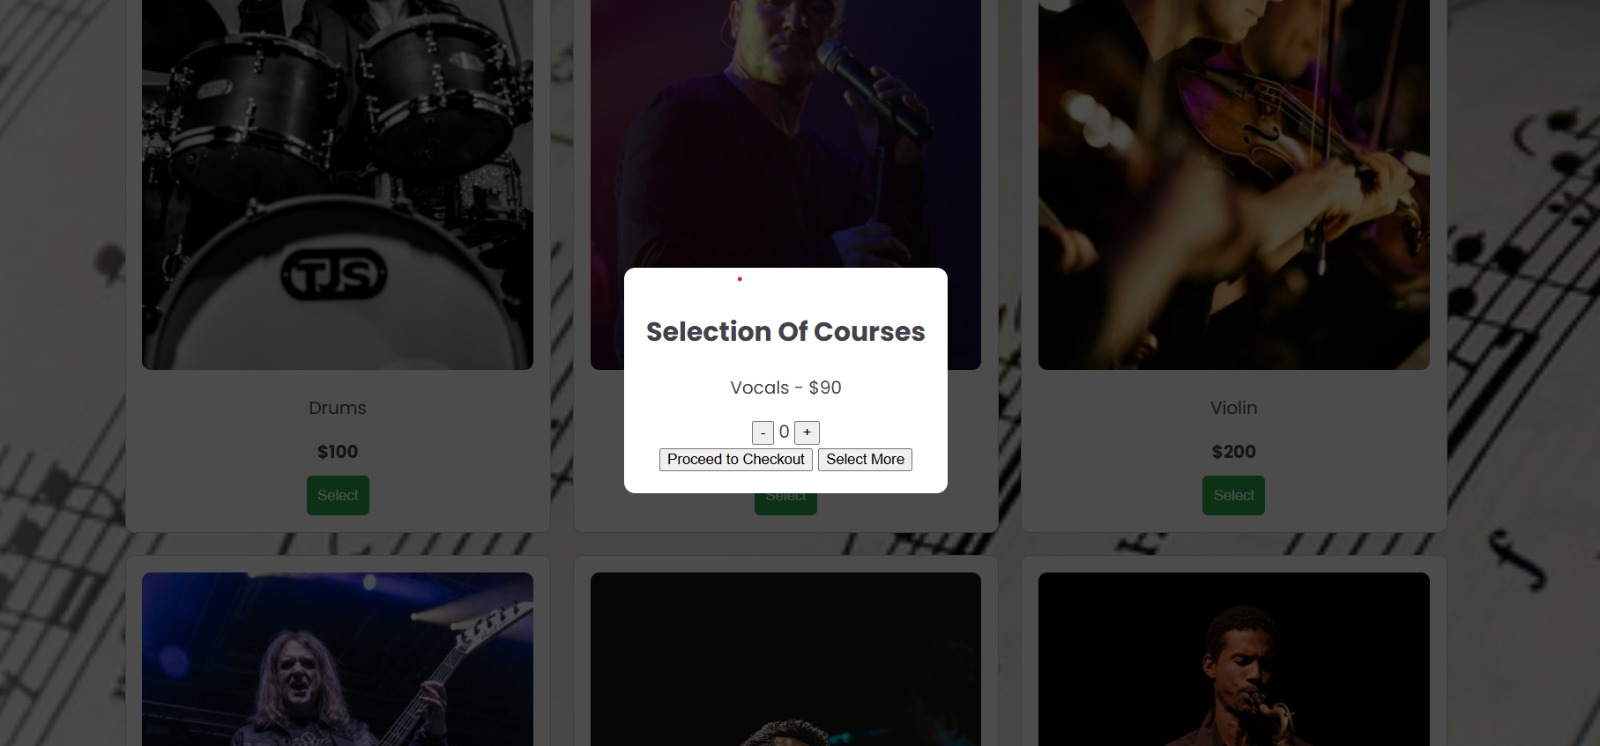 TJS
Selection Of Courses
Vocals - $90
- 0 +
Proceed to Checkout Select More
Drums
$100
Select
Select
Violin
$200
Select